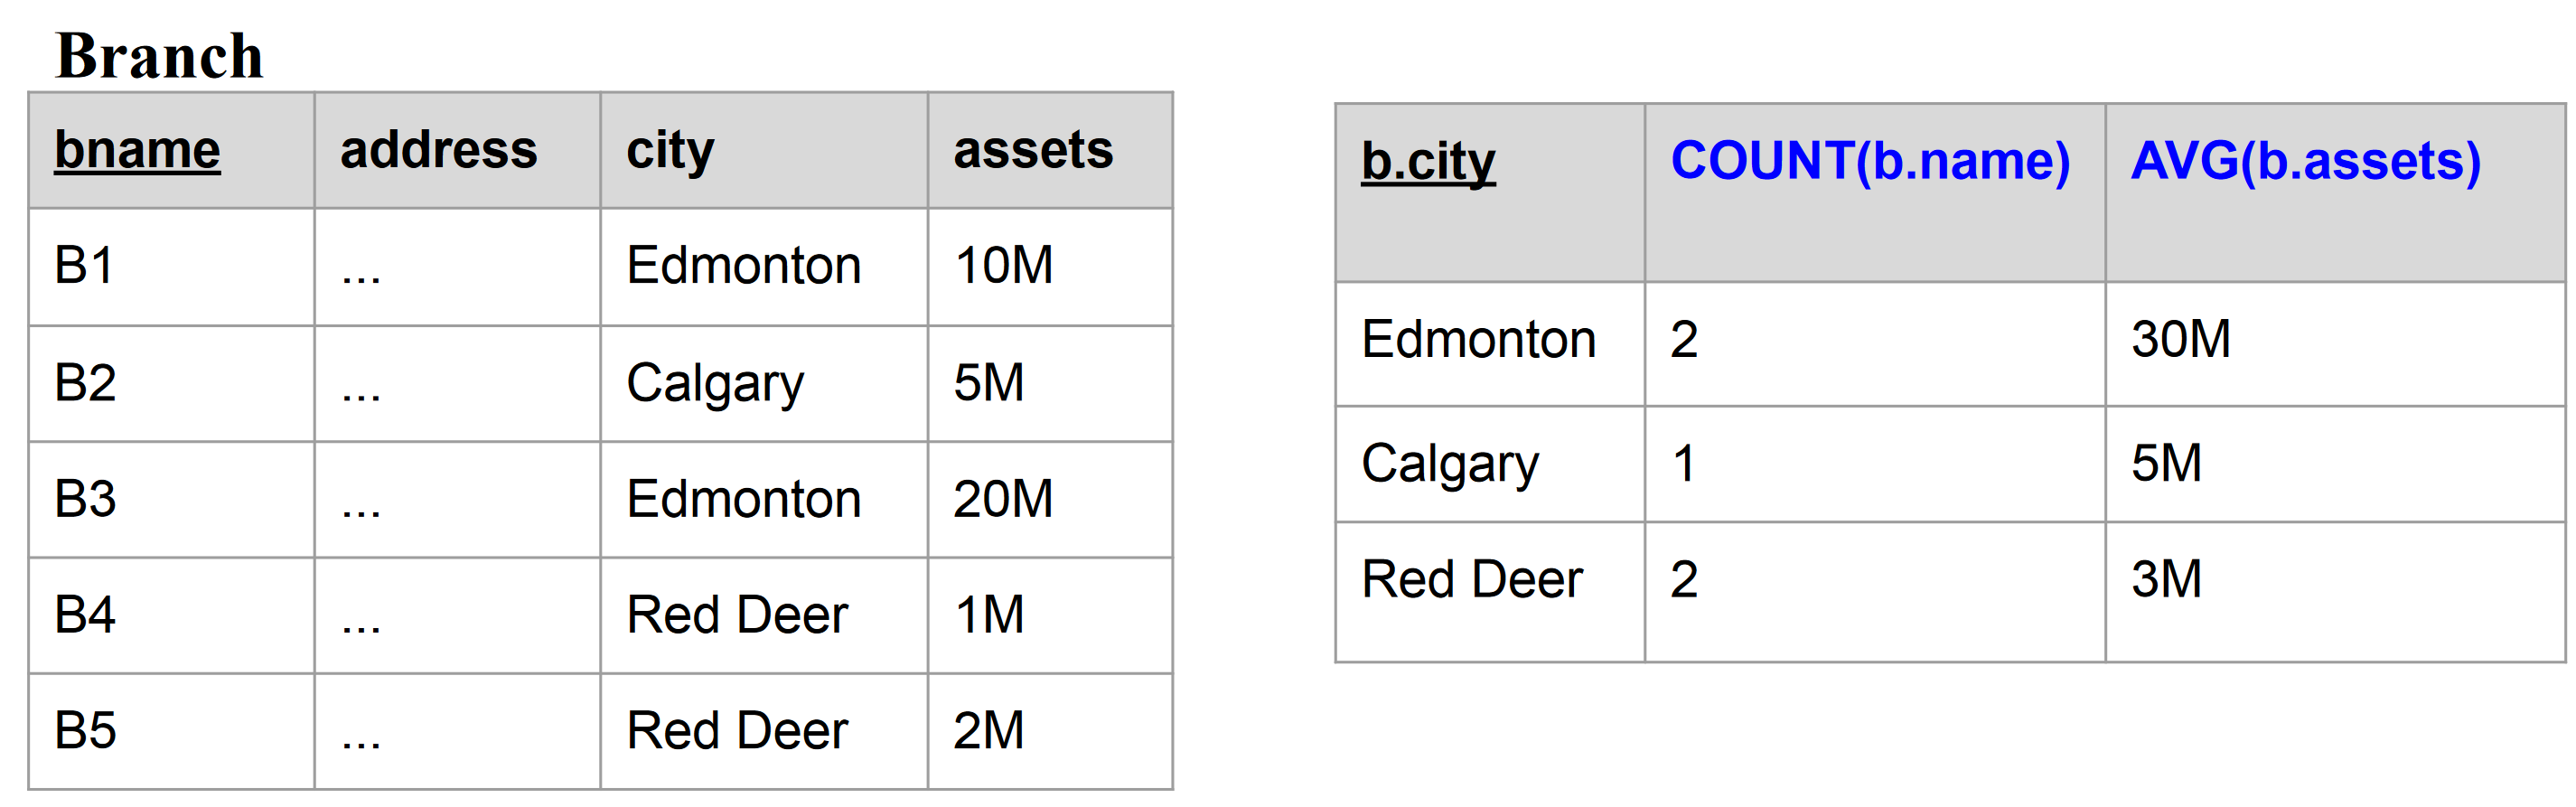 Branch
bname address city assets
B1 ... Edmonton 10M
B2 ... Calgary 5M
B3 ... Edmonton 20M
B4 ... Red Deer 1M
B5 ... Red Deer 2M
b.city COUNT(b.name) AVG(b.assets)
Edmonton 2 30M
Calgary 1 5M
Red Deer 2 3M